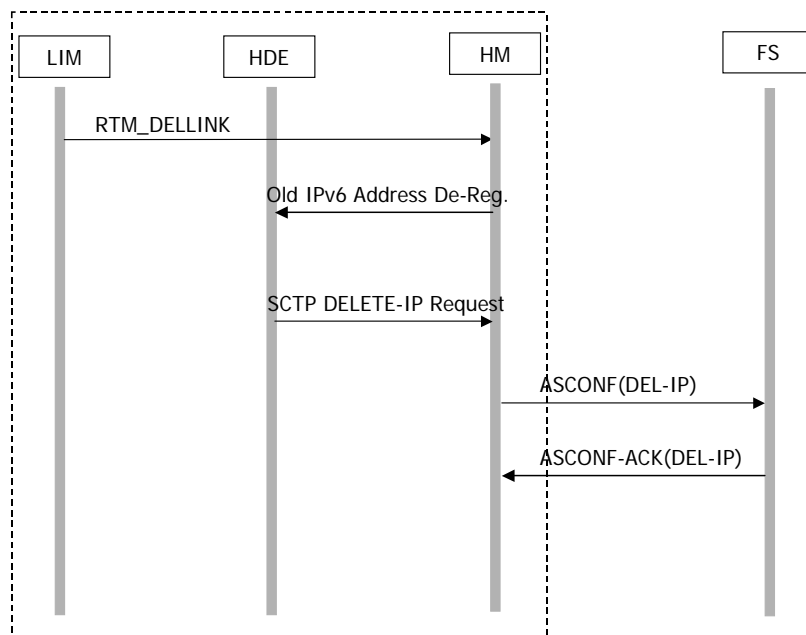 LIM
HDE
HM
FS
RTM_DELLINK
Old IPv6 Address De-Reg.
SCTP DELETE-IP Request
ASCONF(DEL-IP)
ASCONF-ACK(DEL-IP)